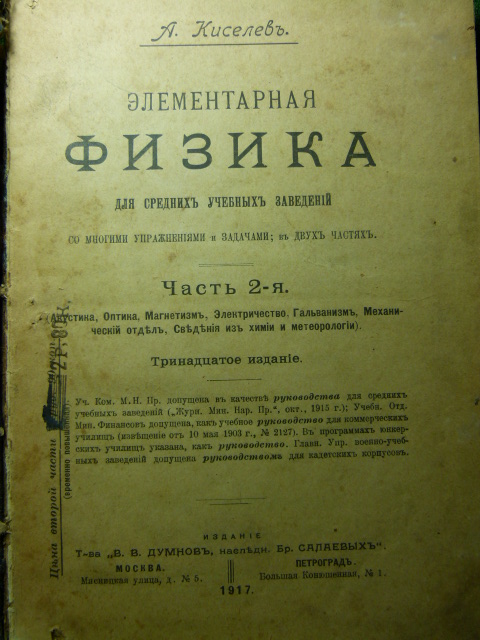 А. Киселевъ.
ЭЛЕМЕНТАРНАЯ
ФИЗИКА
ДЛЯ СРЕДНИХЪ УЧЕБНЫХЪ ЗАВЕДЕНІЙ
СО МНОГИМИ УПРАЖНЕНІЯМИ и ЗАДАЧАМИ; въ ДВУХЪ ЧАСТЯХЪ.
Часть 2-я.
(Акустика, Оптика, Магнетизмъ, Электричество, Гальванизмъ, Механи-
ческій отдѣлъ, Свѣдѣнія изъ химіи и метеорологіи).
Тринадцатое изданіе.
Уч. Ком. М. Н. Пр. допущена въ качествѣ руководства для среднихъ
учебныхъ заведеній („Журн. Мин. Нар. Пр.“, окт., 1915 г.); Учебн. Отд.
Мин. Финансовъ допущена, какъ учебное руководство для коммерческихъ
училищъ (извѣщеніе отъ 10 мая 1903 г., № 2127). Въ программахъ юнкер-
скихъ училищъ указана, какъ руководство. Главн. Упр. военно-учеб-
ныхъ заведеній допущена руководствомъ для кадетскихъ корпусовъ.
Цѣна второй части
(временно повышенная)
ИЗДАНІЕ
Т-ва „В. В. ДУМНОВЪ, наслѣдн. Бр. САЛАЕВЫХЪ“.
МОСКВА. ПЕТРОГРАДЪ.
Мясницкая улица, д. № 5. Большая Конюшенная, № 1.
1917.